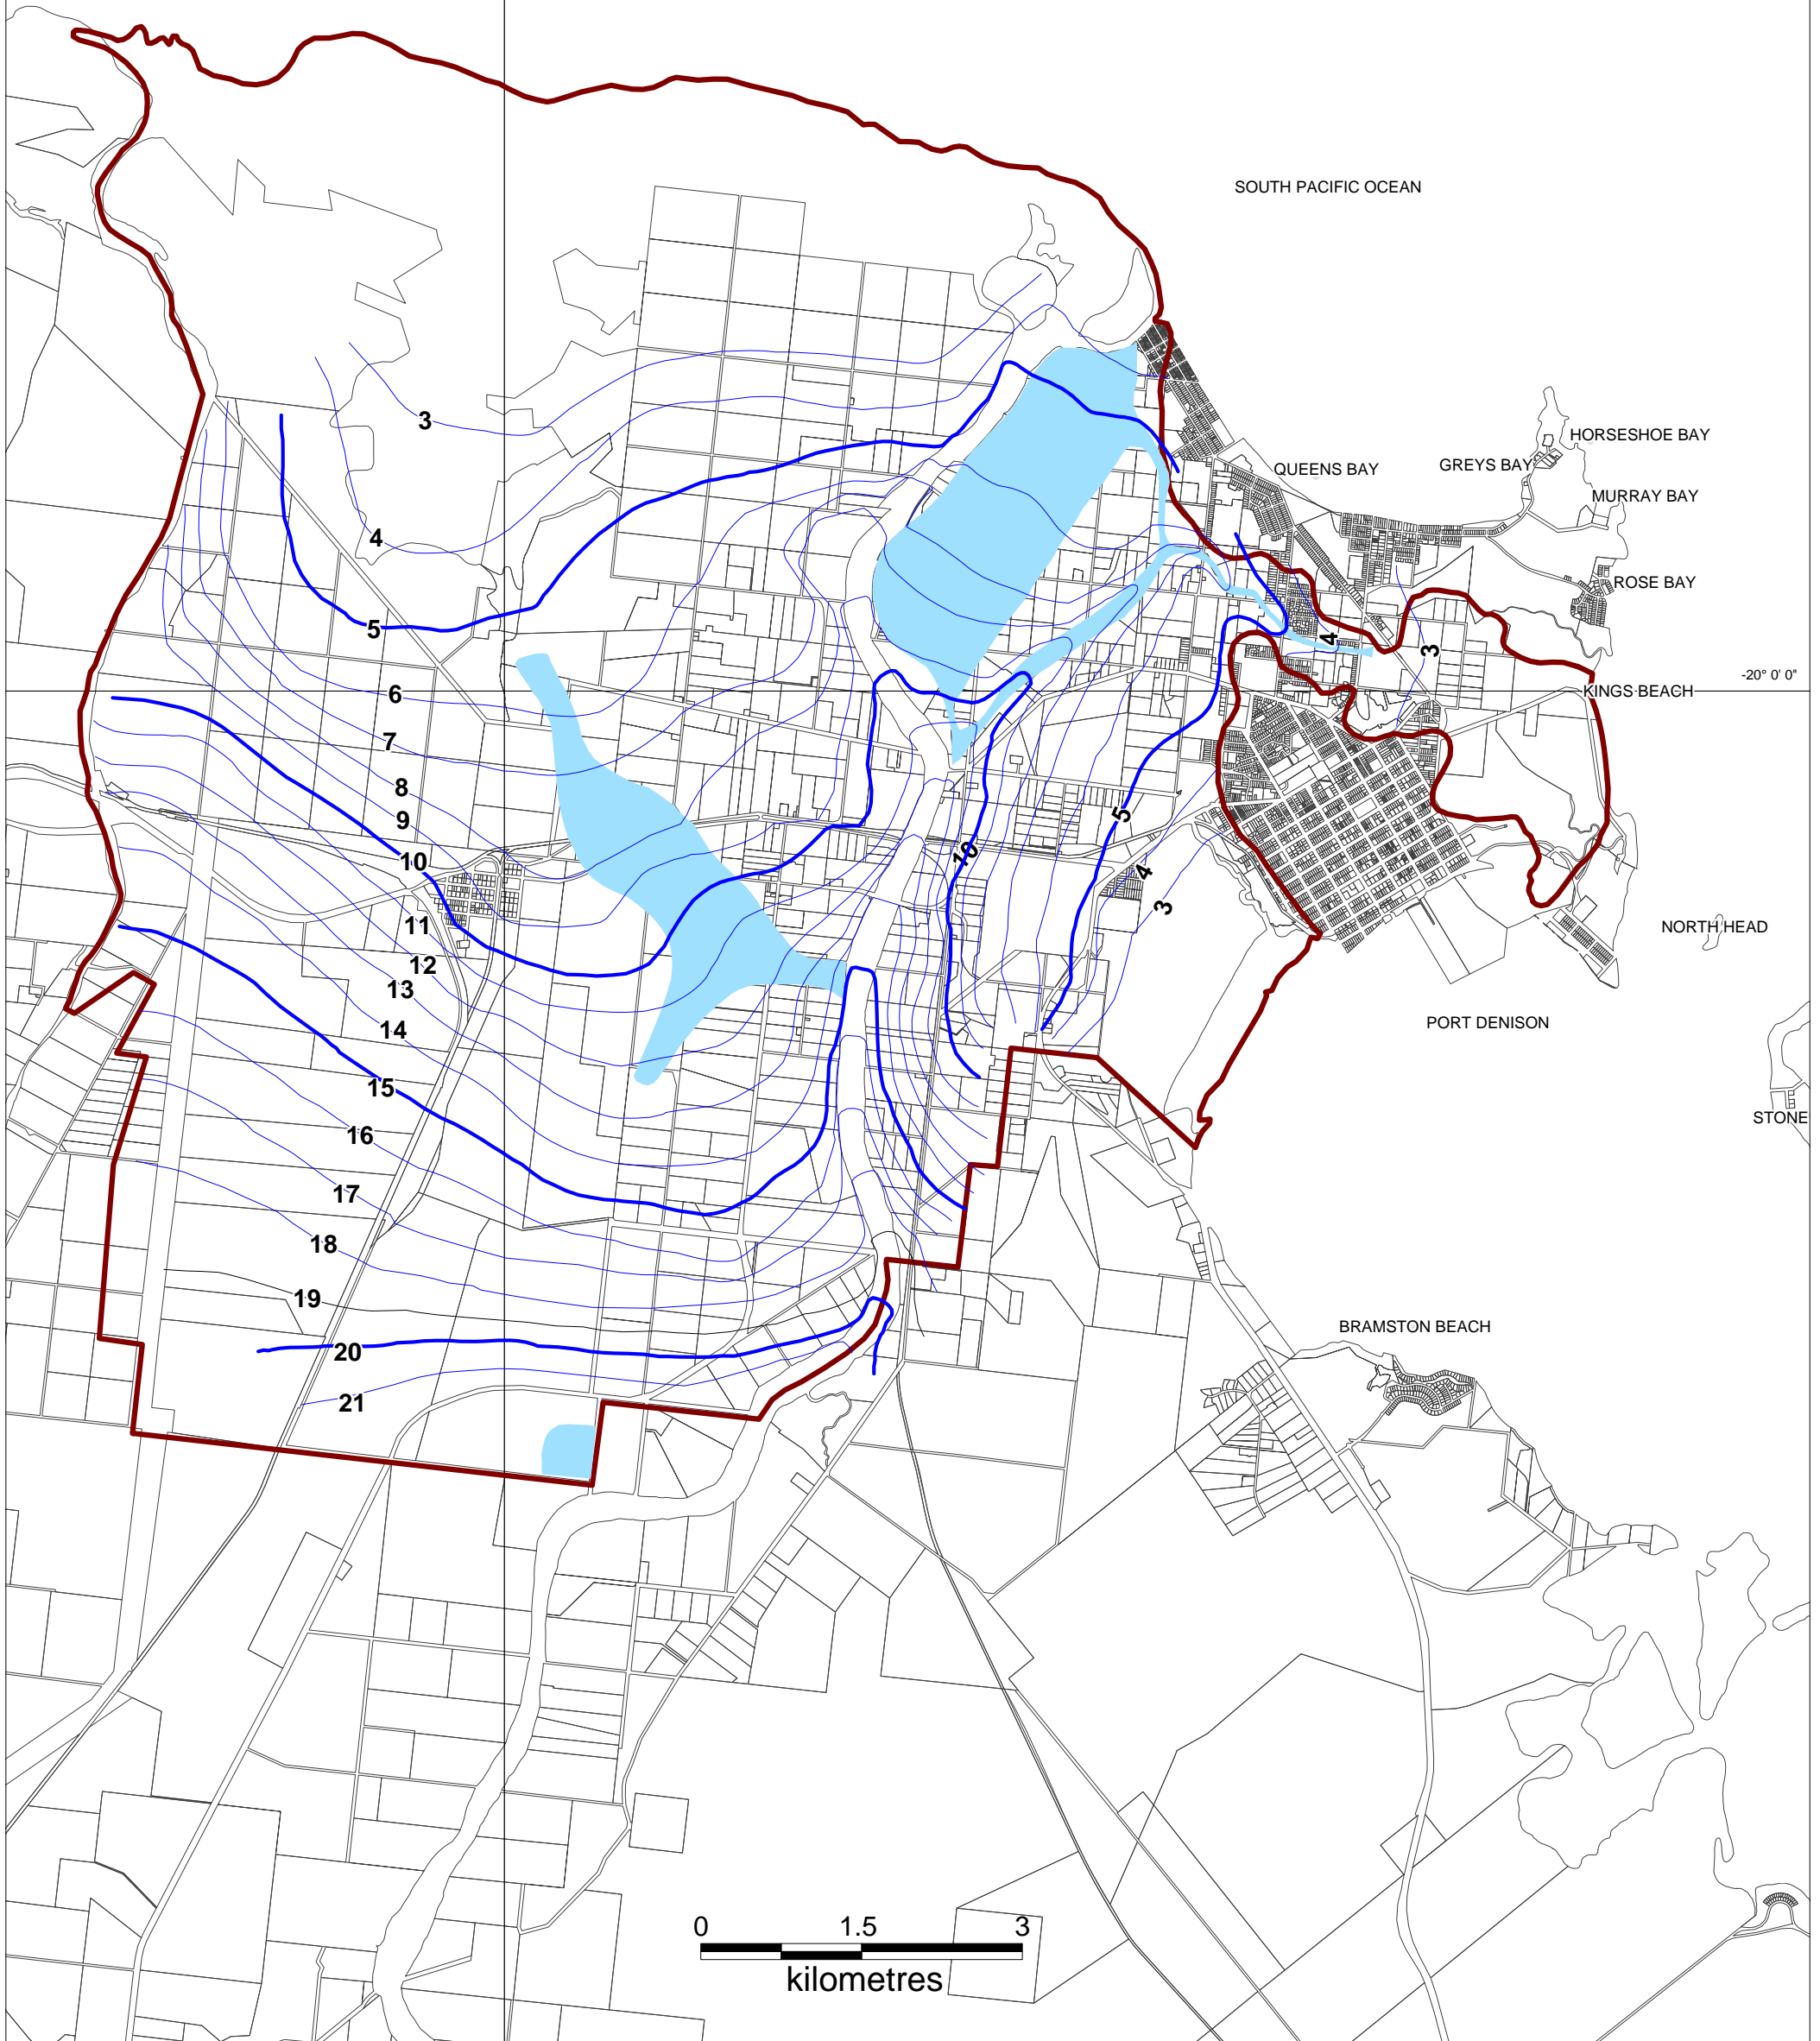 SOUTH PACIFIC OCEAN
3
HORSESHOE BAY
QUEENS BAY
GREYS BAY
MURRAY BAY
4
ROSE BAY
5
4
3
-20° 0' 0"
6
KINGS BEACH
7
8
5
9
10
10
4
3
11
NORTH HEAD
12
13
PORT DENISON
14
15
STONE
16
17
18
19
BRAMSTON BEACH
20
21
0 1.5 3
kilometres